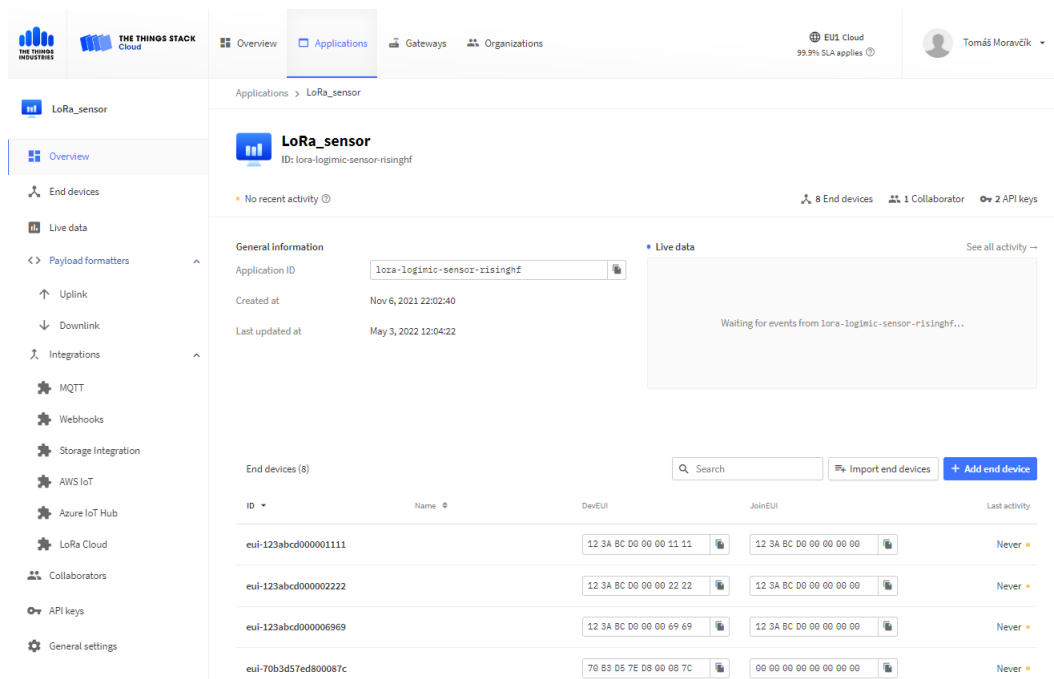 THE THINGS INDUSTRIES
THE THINGS STACK
Cloud
Overview
Applications
Gateways
Organizations
EU1 Cloud
99.9% SLA applies
Tomáš Moravčík
LoRa_sensor
Overview
End devices
Live data
<> Payload formatters
Uplink
Downlink
Integrations
MQTT
Webhooks
Storage Integration
AWS IoT
Azure IoT Hub
LoRa Cloud
Collaborators
API keys
General settings
Applications > LoRa_sensor
LoRa_sensor
ID: lora-logimic-sensor-risinghf
No recent activity
8 End devices 1 Collaborator 2 API keys
General information
Application ID lora-logimic-sensor-risinghf
Created at Nov 6, 2021 22:02:40
Last updated at May 3, 2022 12:04:22
Live data See all activity →
Waiting for events from lora-logimic-sensor-risinghf...
End devices (8) Search Import end devices + Add end device
ID Name DevEUI JoinEUI Last activity
eui-123abcd000001111 12 3A BC D0 00 00 11 11 12 3A BC D0 00 00 00 00 Never
eui-123abcd000002222 12 3A BC D0 00 00 22 22 12 3A BC D0 00 00 00 00 Never
eui-123abcd000006969 12 3A BC D0 00 00 69 69 12 3A BC D0 00 00 00 00 Never
eui-70b3d57ed800087c 70 B3 D5 7E D8 00 08 7C 00 00 00 00 00 00 00 00 Never